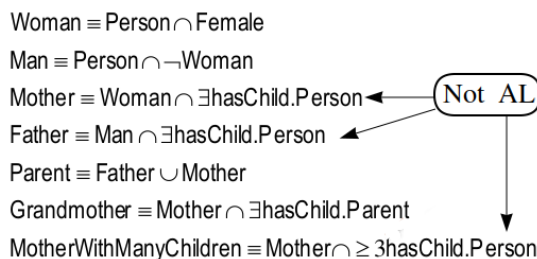 Woman ≡ Person ∩ Female
Man ≡ Person ∩ ¬Woman
Mother ≡ Woman ∩ ∃hasChild.Person
Not AL
Father ≡ Man ∩ ∃hasChild.Person
Parent ≡ Father ∪ Mother
Grandmother ≡ Mother ∩ ∃hasChild.Parent
MotherWithManyChildren ≡ Mother ∩ ≥ 3hasChild.Person